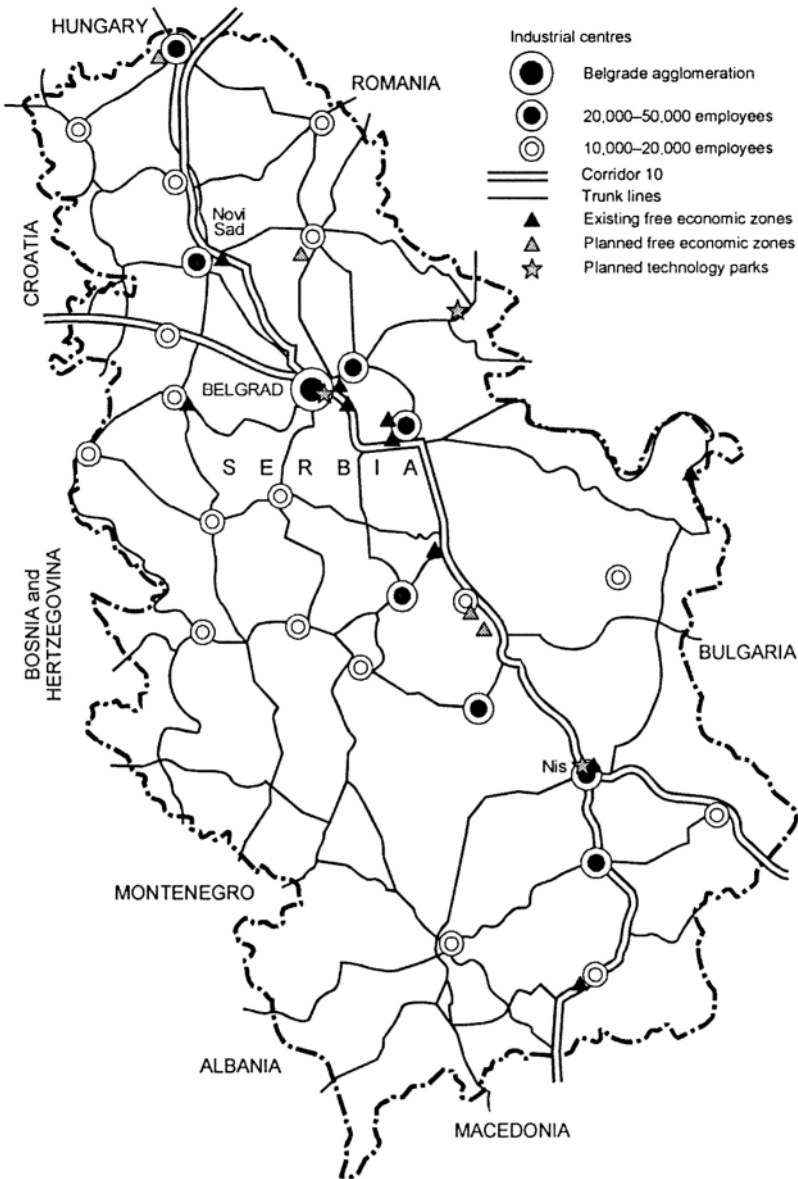 HUNGARY
ROMANIA
Industrial centres
Belgrade agglomeration
20,000–50,000 employees
10,000–20,000 employees
Corridor 10
Trunk lines
Existing free economic zones
Planned free economic zones
Planned technology parks
CROATIA
Novi
Sad
BELGRAD
SERBIA
BOSNIA and
HERTZEGOVINA
BULGARIA
Nis
MONTENEGRO
ALBANIA
MACEDONIA